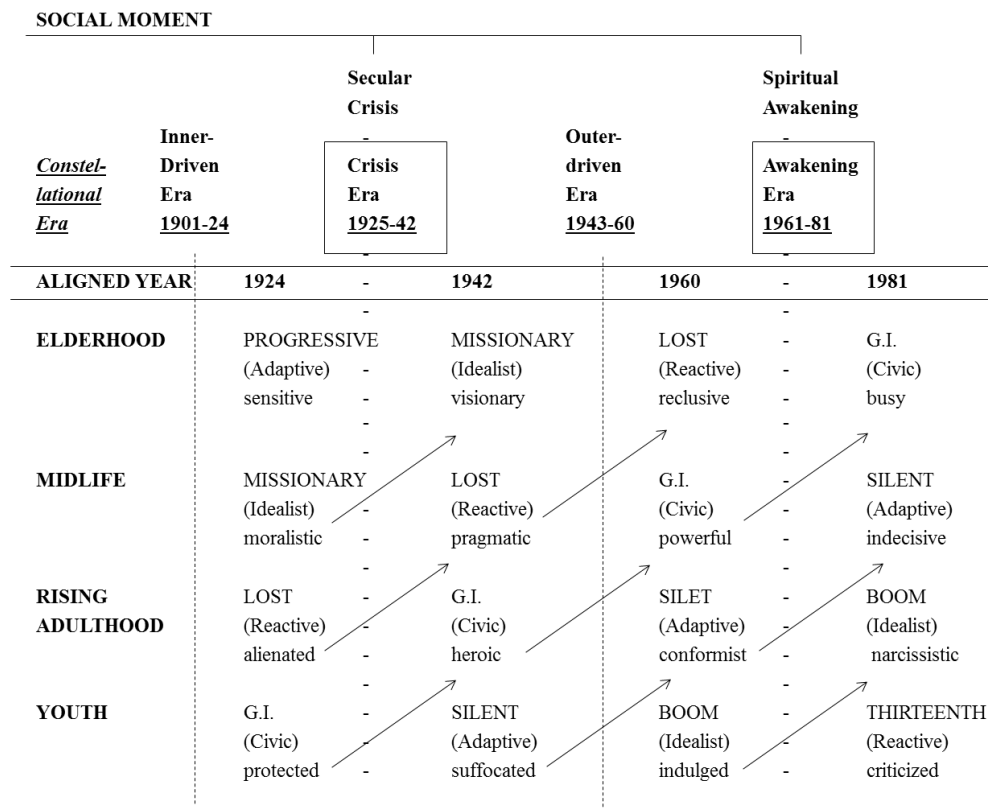 SOCIAL MOMENT
Secular Spiritual
Crisis Awakening
Inner- - Outer- -
Constel- Driven Crisis driven Awakening
lational Era Era Era Era
Era 1901-24 1925-42 1943-60 1961-81
- -
ALIGNED YEAR 1924 - 1942 1960 - 1981
- -
ELDERHOOD PROGRESSIVE MISSIONARY LOST - G.I.
(Adaptive) - (Idealist) (Reactive) - (Civic)
sensitive - visionary reclusive - busy
- -
- -
MIDLIFE MISSIONARY LOST G.I. - SILENT
(Idealist) - (Reactive) (Civic) - (Adaptive)
moralistic - pragmatic powerful - indecisive
- -
RISING LOST - G.I. SILET - BOOM
ADULTHOOD (Reactive) - (Civic) (Adaptive) - (Idealist)
alienated - heroic conformist - narcissistic
- -
YOUTH G.I. - SILENT BOOM - THIRTEENTH
(Civic) - (Adaptive) (Idealist) - (Reactive)
protected - suffocated indulged - criticized